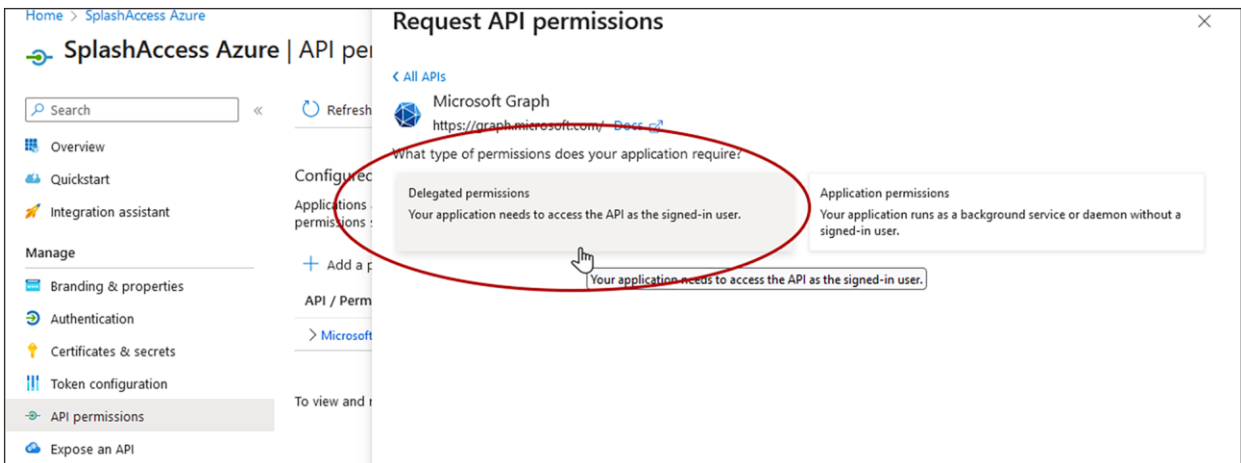 Home > SplashAccess Azure
SplashAccess Azure | API per
Search
«
Overview
Quickstart
Integration assistant
Manage
Branding & properties
Authentication
Certificates & secrets
Token configuration
API permissions
Expose an API
Refresh
Configured
Applications
permissions
Add a p
API / Perm
Microsoft
To view and r
Request API permissions
All APIs
Microsoft Graph
https://graph.microsoft.com/ Docs
What type of permissions does your application require?
Delegated permissions
Your application needs to access the API as the signed-in user.
Application permissions
Your application runs as a background service or daemon without a
signed-in user.
Your application needs to access the API as the signed-in user.